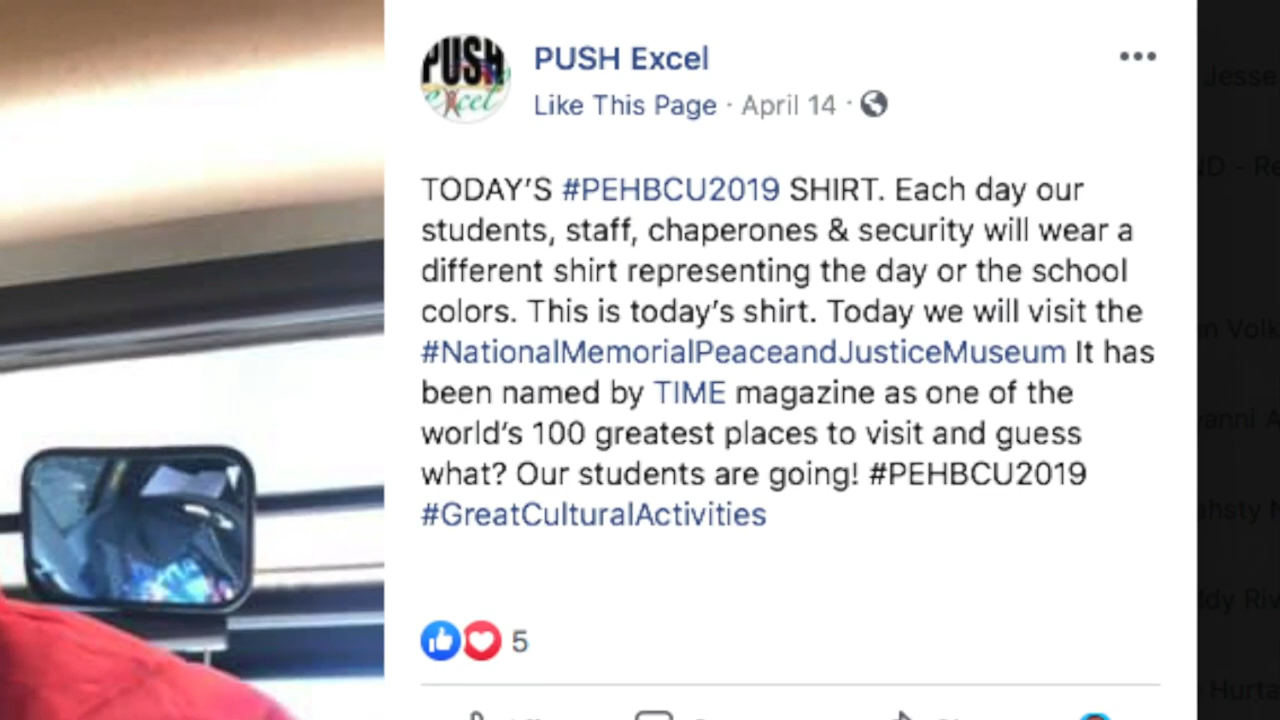 PUSH Excel
PUSH
excel
Like This Page · April 14 ·
TODAY'S #PEHBCU2019 SHIRT. Each day our
students, staff, chaperones & security will wear a
different shirt representing the day or the school
colors. This is today's shirt. Today we will visit the
#NationalMemorialPeaceandJusticeMuseum It has
been named by TIME magazine as one of the
world's 100 greatest places to visit and guess
what? Our students are going! #PEHBCU2019
#GreatCulturalActivities
5
Jesse